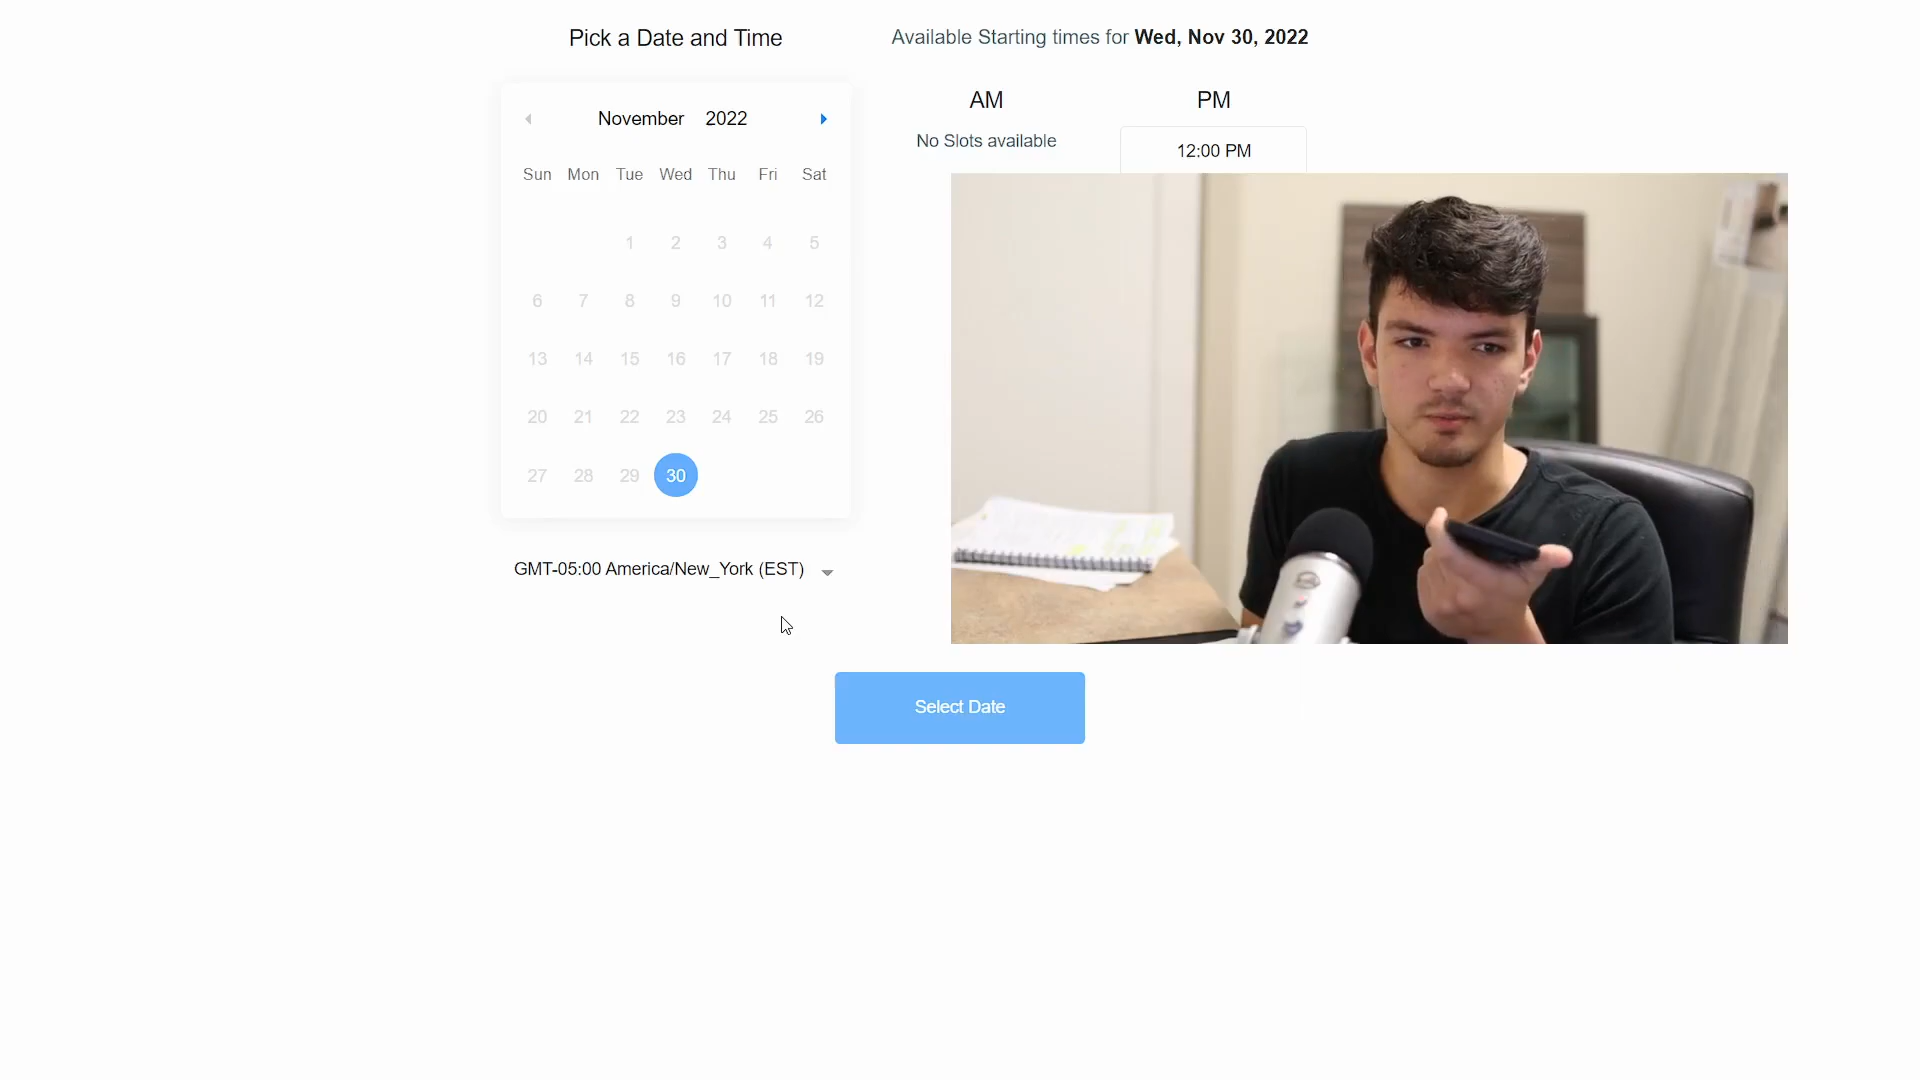 Pick a Date and Time
Available Starting times for Wed, Nov 30, 2022
November 2022
Sun Mon Tue Wed Thu Fri Sat
1 2 3 4 5
6 7 8 9 10 11 12
13 14 15 16 17 18 19
20 21 22 23 24 25 26
27 28 29 30
GMT-05:00 America/New_York (EST)
AM
No Slots available
PM
12:00 PM
Select Date